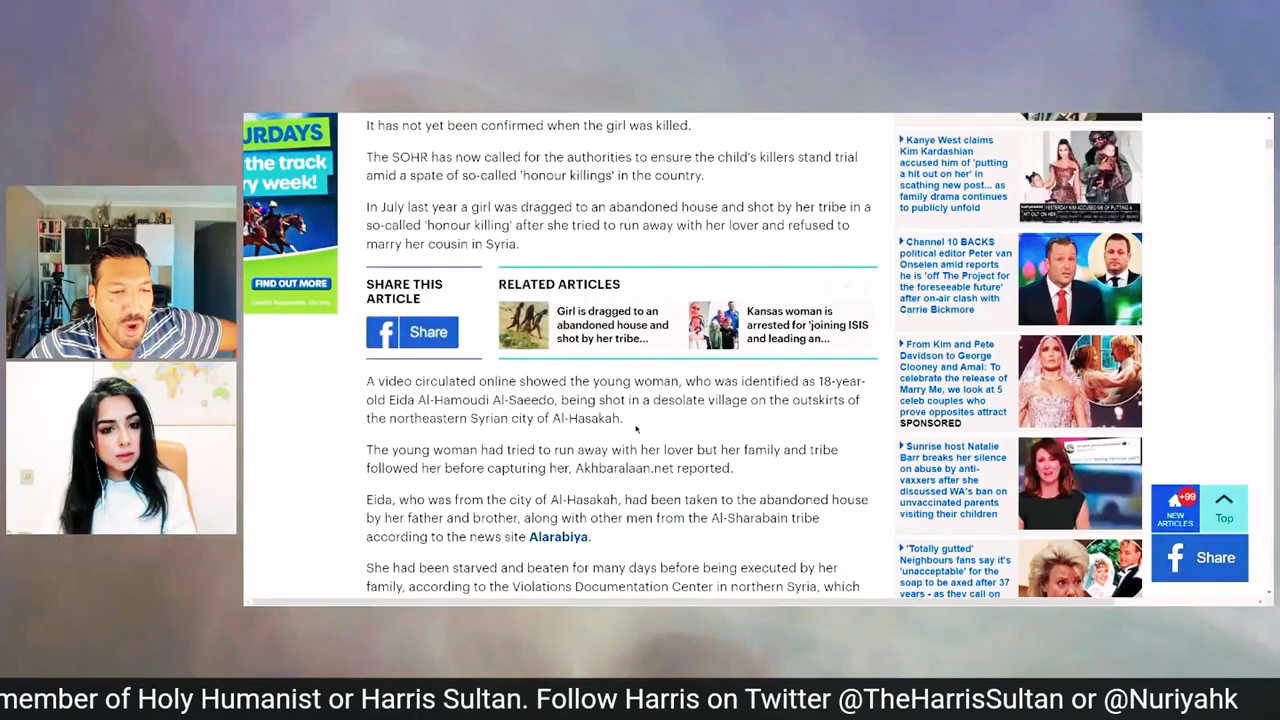 URDAYS
the track
y week!
FIND OUT MORE
It has not yet been confirmed when the girl was killed.
The SOHR has now called for the authorities to ensure the child's killers stand trial
amid a spate of so-called 'honour killings' in the country.
In July last year a girl was dragged to an abandoned house and shot by her tribe in a
so-called 'honour killing' after she tried to run away with her lover and refused to
marry her cousin in Syria.
SHARE THIS
ARTICLE
Share
RELATED ARTICLES
Girl is dragged to an
abandoned house and
shot by her tribe...
Kansas woman is
arrested for 'joining ISIS
and leading an...
A video circulated online showed the young woman, who was identified as 18-year-
old Eida Al-Hamoudi Al-Saeedo, being shot in a desolate village on the outskirts of
the northeastern Syrian city of Al-Hasakah.
The young woman had tried to run away with her lover but her family and tribe
followed her before capturing her, Akhbaralaan.net reported.
Eida, who was from the city of Al-Hasakah, had been taken to the abandoned house
by her father and brother, along with other men from the Al-Sharabain tribe
according to the news site Alarabiya.
She had been starved and beaten for many days before being executed by her
family, according to the Violations Documentation Center in northern Syria, which
Kanye West claims
Kim Kardashian
accused him of 'putting
a hit out on her' in
scathing new post... as
family drama continues
to publicly unfold
YESTERDAY KIM ACCUSED ME OF PUTTING A
HIT OUT ON HER
Channel 10 BACKS
political editor Peter van
Onselen amid reports
he is 'off The Project for
the foreseeable future'
after on-air clash with
Carrie Bickmore
From Kim and Pete
Davidson to George
Clooney and Amal: To
celebrate the release of
Marry Me, we look at 5
celeb couples who
prove opposites attract
SPONSORED
Sunrise host Natalie
Barr breaks her silence
on abuse by anti-
vaxxers after she
discussed WA's ban on
unvaccinated parents
visiting their children
'Totally gutted'
Neighbours fans say it's
'unacceptable' for the
soap to be axed after 37
years - as they call on
+99
NEW
ARTICLES
Top
Share
member of Holy Humanist or Harris Sultan. Follow Harris on Twitter @TheHarrisSultan or @Nuriyahk